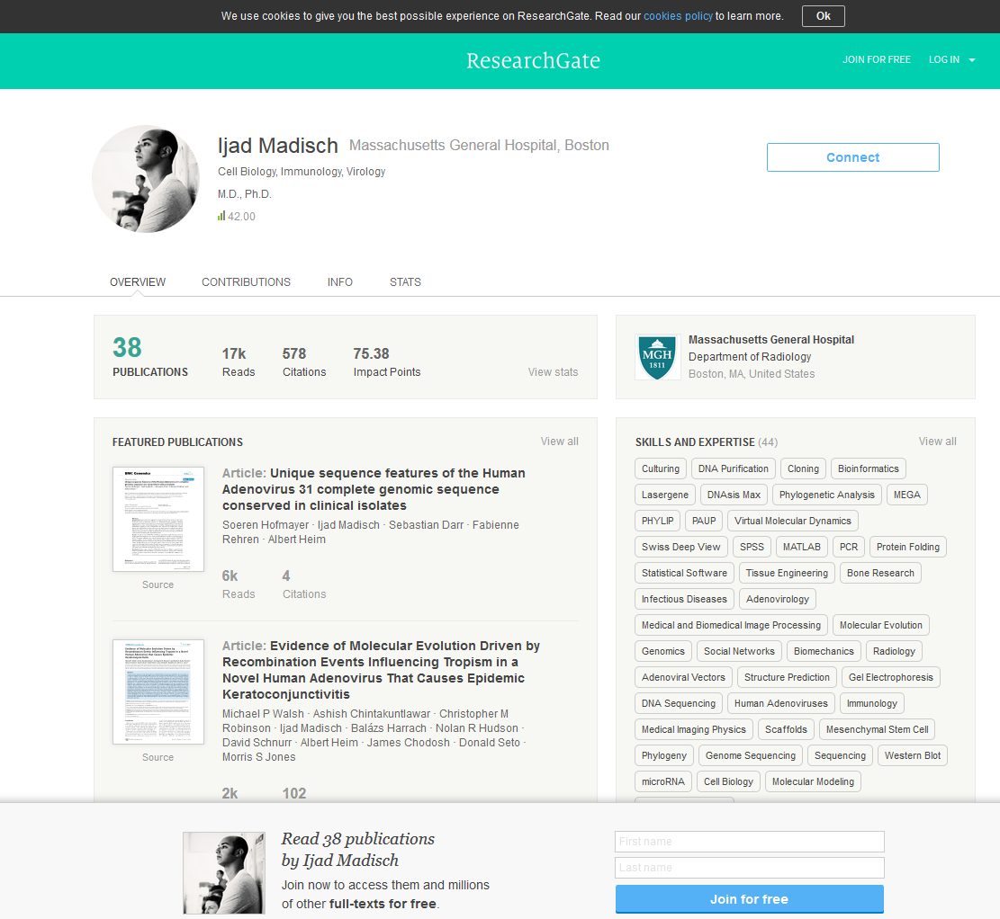 We use cookies to give you the best possible experience on ResearchGate. Read our cookies policy to learn more. Ok
ResearchGate
JOIN FOR FREE LOG IN
Ijad Madisch Massachusetts General Hospital, Boston
Connect
Cell Biology, Immunology, Virology
M.D., Ph.D.
42.00
OVERVIEW CONTRIBUTIONS INFO STATS
38
PUBLICATIONS
17k
Reads
578
Citations
75.38
Impact Points
View stats
MGH
1811
Massachusetts General Hospital
Department of Radiology
Boston, MA, United States
FEATURED PUBLICATIONS View all
Article: Unique sequence features of the Human
Adenovirus 31 complete genomic sequence
conserved in clinical isolates
Soeren Hofmayer · Ijad Madisch · Sebastian Darr · Fabienne
Rehren · Albert Heim
Source
6k
Reads
4
Citations
Article: Evidence of Molecular Evolution Driven by
Recombination Events Influencing Tropism in a
Novel Human Adenovirus That Causes Epidemic
Keratoconjunctivitis
Michael P Walsh · Ashish Chintakuntlawar · Christopher M
Robinson · Ijad Madisch · Balázs Harrach · Nolan R Hudson ·
David Schnurr · Albert Heim · James Chodosh · Donald Seto ·
Morris S Jones
Source
2k 102
SKILLS AND EXPERTISE (44) View all
Culturing DNA Purification Cloning Bioinformatics
Lasergene DNAsis Max Phylogenetic Analysis MEGA
PHYLIP PAUP Virtual Molecular Dynamics
Swiss Deep View SPSS MATLAB PCR Protein Folding
Statistical Software Tissue Engineering Bone Research
Infectious Diseases Adenovirology
Medical and Biomedical Image Processing Molecular Evolution
Genomics Social Networks Biomechanics Radiology
Adenoviral Vectors Structure Prediction Gel Electrophoresis
DNA Sequencing Human Adenoviruses Immunology
Medical Imaging Physics Scaffolds Mesenchymal Stem Cell
Phylogeny Genome Sequencing Sequencing Western Blot
microRNA Cell Biology Molecular Modeling
Read 38 publications
by Ijad Madisch
Join now to access them and millions
of other full-texts for free.
First name
Last name
Join for free